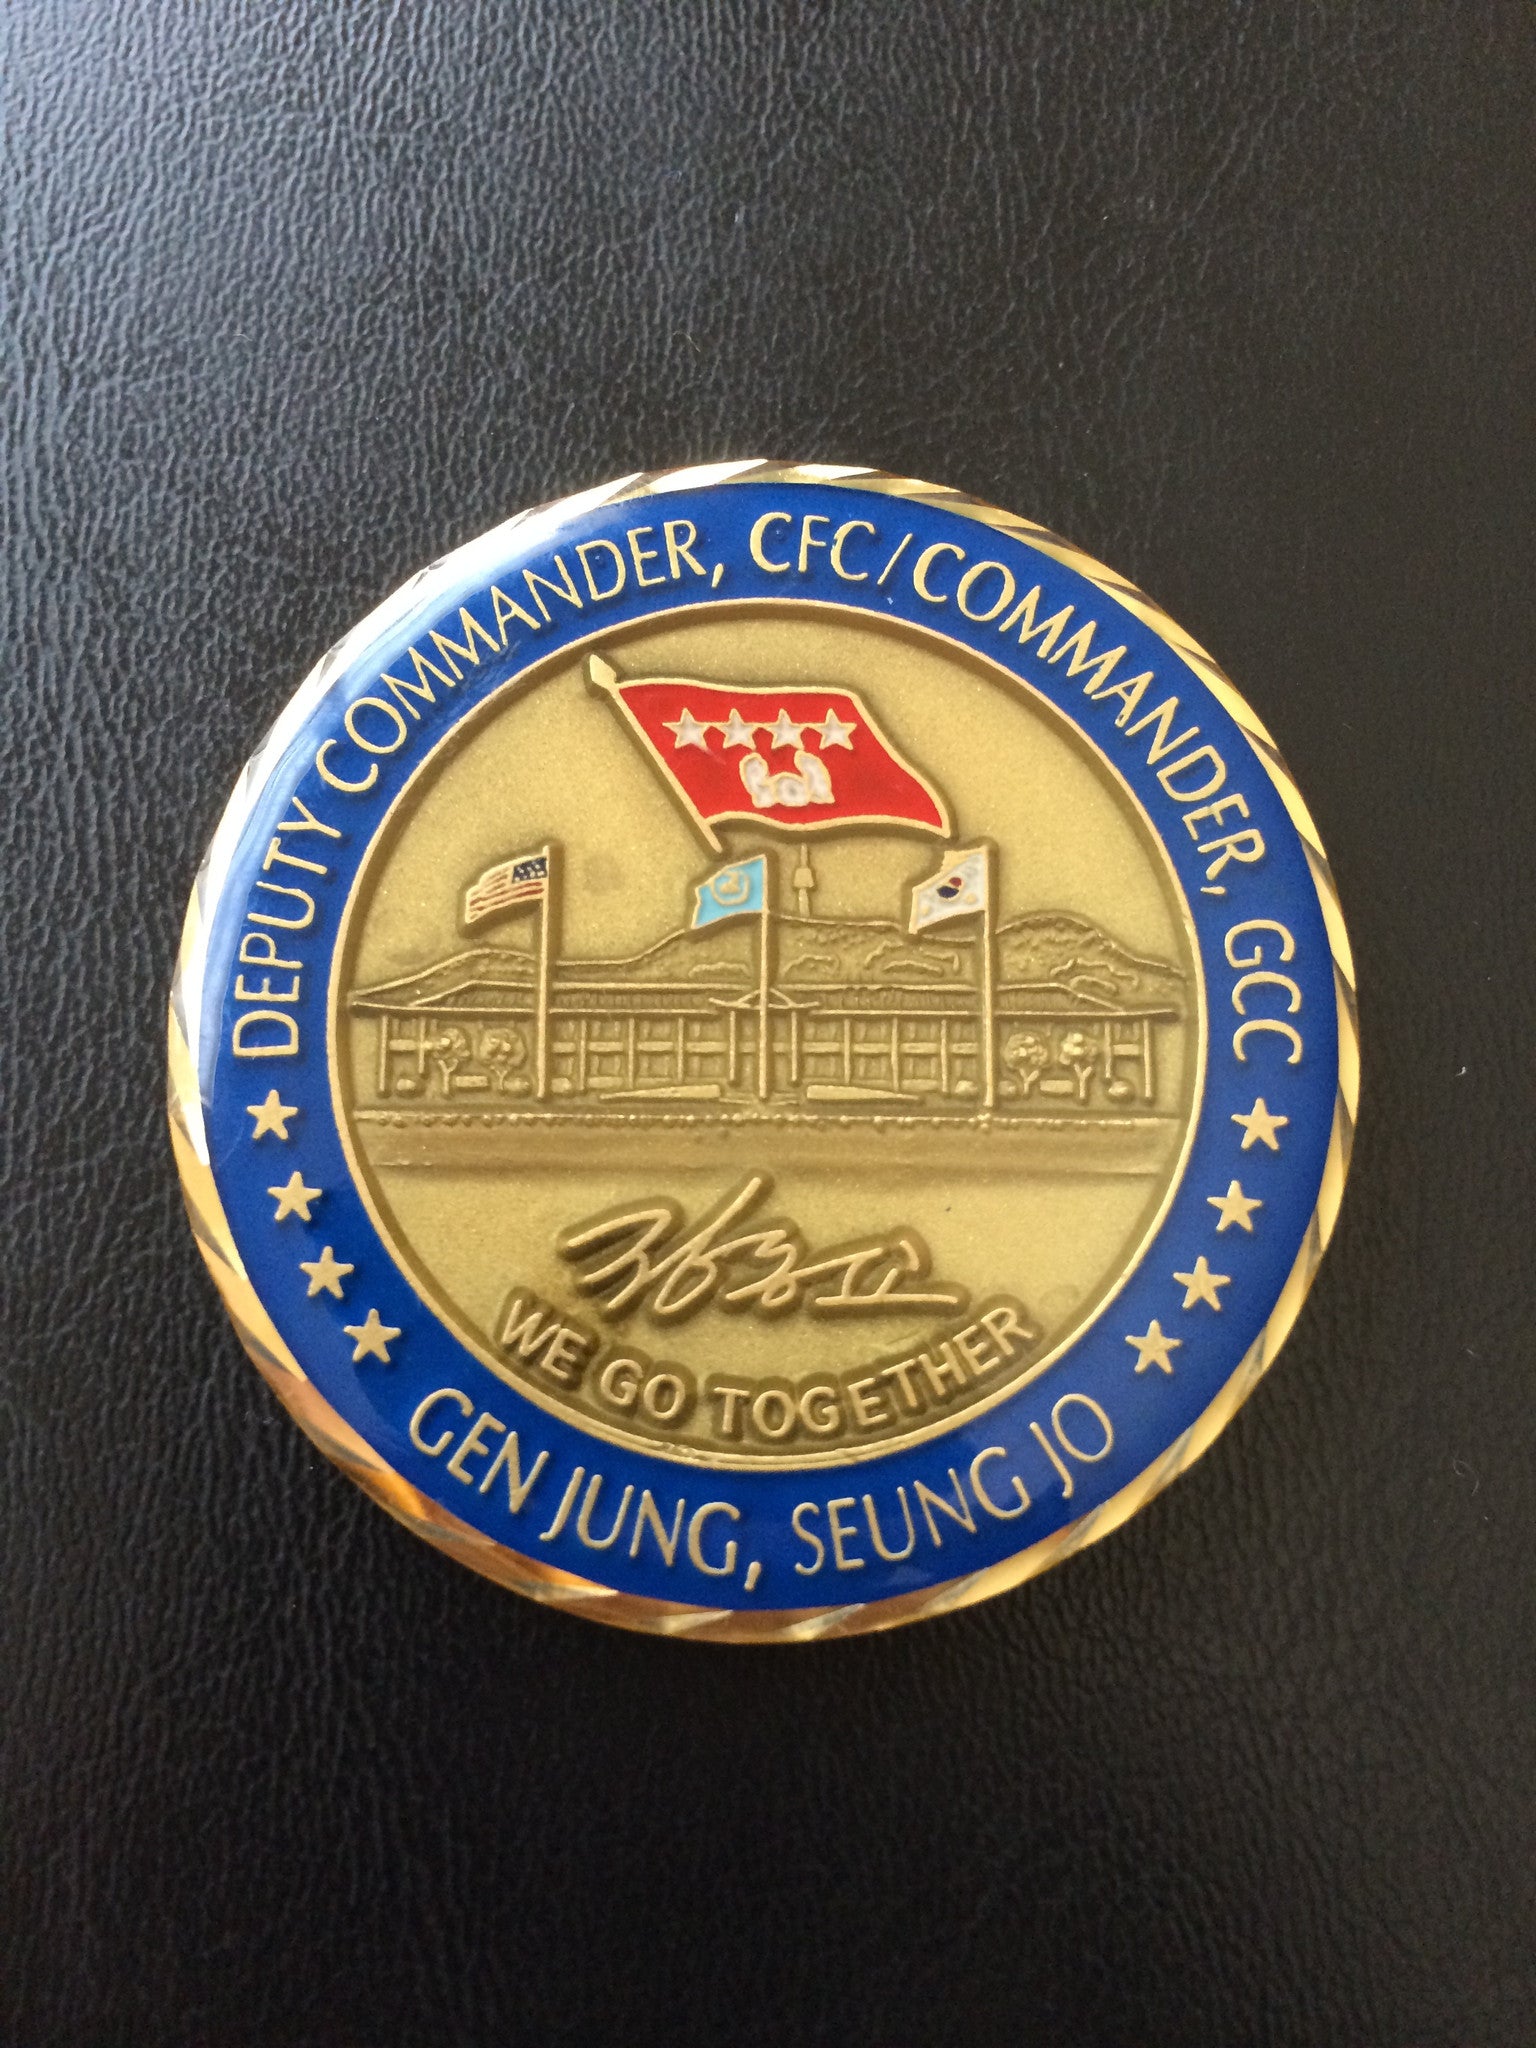 DEPUTY COMMANDER, CFC/COMMANDER, GCC
WE GO TOGETHER
GEN JUNG, SEUNG JO